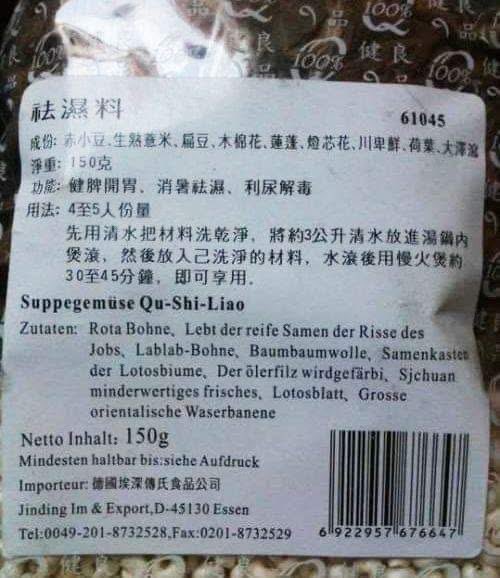 100%
良
品
健
100%
健 良
100%
祛濕料
61045
成份: 赤小豆、生熟薏米、扁豆、木棉花、蓮蓬、燈芯花、川卑鮮、荷葉、大澤瀉
淨重: 150克
功能: 健脾開胃、消暑祛濕、利尿解毒
用法: 4至5人份量
先用清水把材料洗乾淨，將約3公升清水放進湯鍋内
煲滾，然後放入己洗淨的材料，水滾後用慢火煲約
30至45分鐘，即可享用.
Suppegemüse Qu-Shi-Liao
Zutaten: Rota Bohne、Lebt der reife Samen der Risse des
Jobs、Lablab-Bohne、Baumbaumwolle、Samenkasten
der Lotosbiume、Der ölerfilz wirdgefärbi、Sjchuan
minderwertiges frisches、Lotosblatt、Grosse
orientalische Waserbanene
Netto Inhalt: 150g
Mindesten haltbar bis:siehe Aufdruck
Importeur: 德國埃深傳氏食品公司
Jinding Im & Export,D-45130 Essen
Tel:0049-201-8732528,Fax:0201-8732529
6 922957 676647